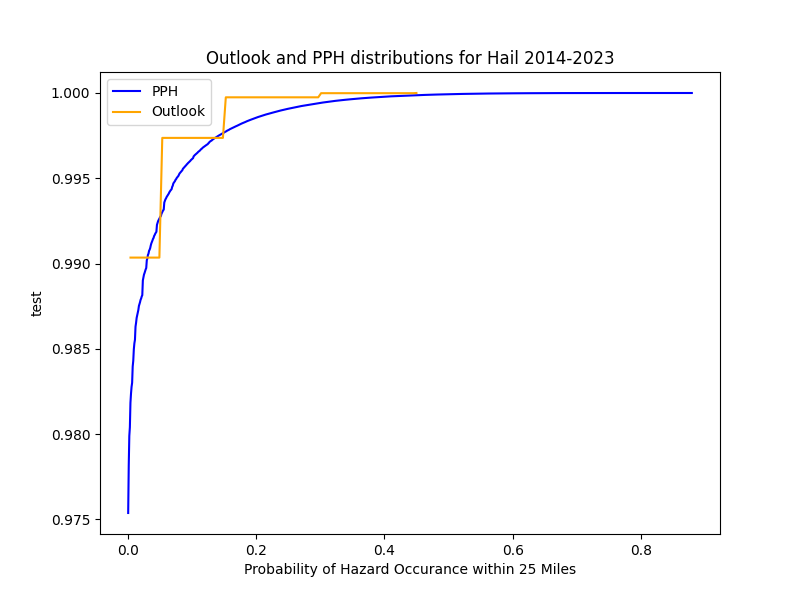 Outlook and PPH distributions for Hail 2014-2023
PPH
Outlook
1.000
0.995
0.990
0.985
0.980
0.975
test
0.0 0.2 0.4 0.6 0.8
Probability of Hazard Occurance within 25 Miles